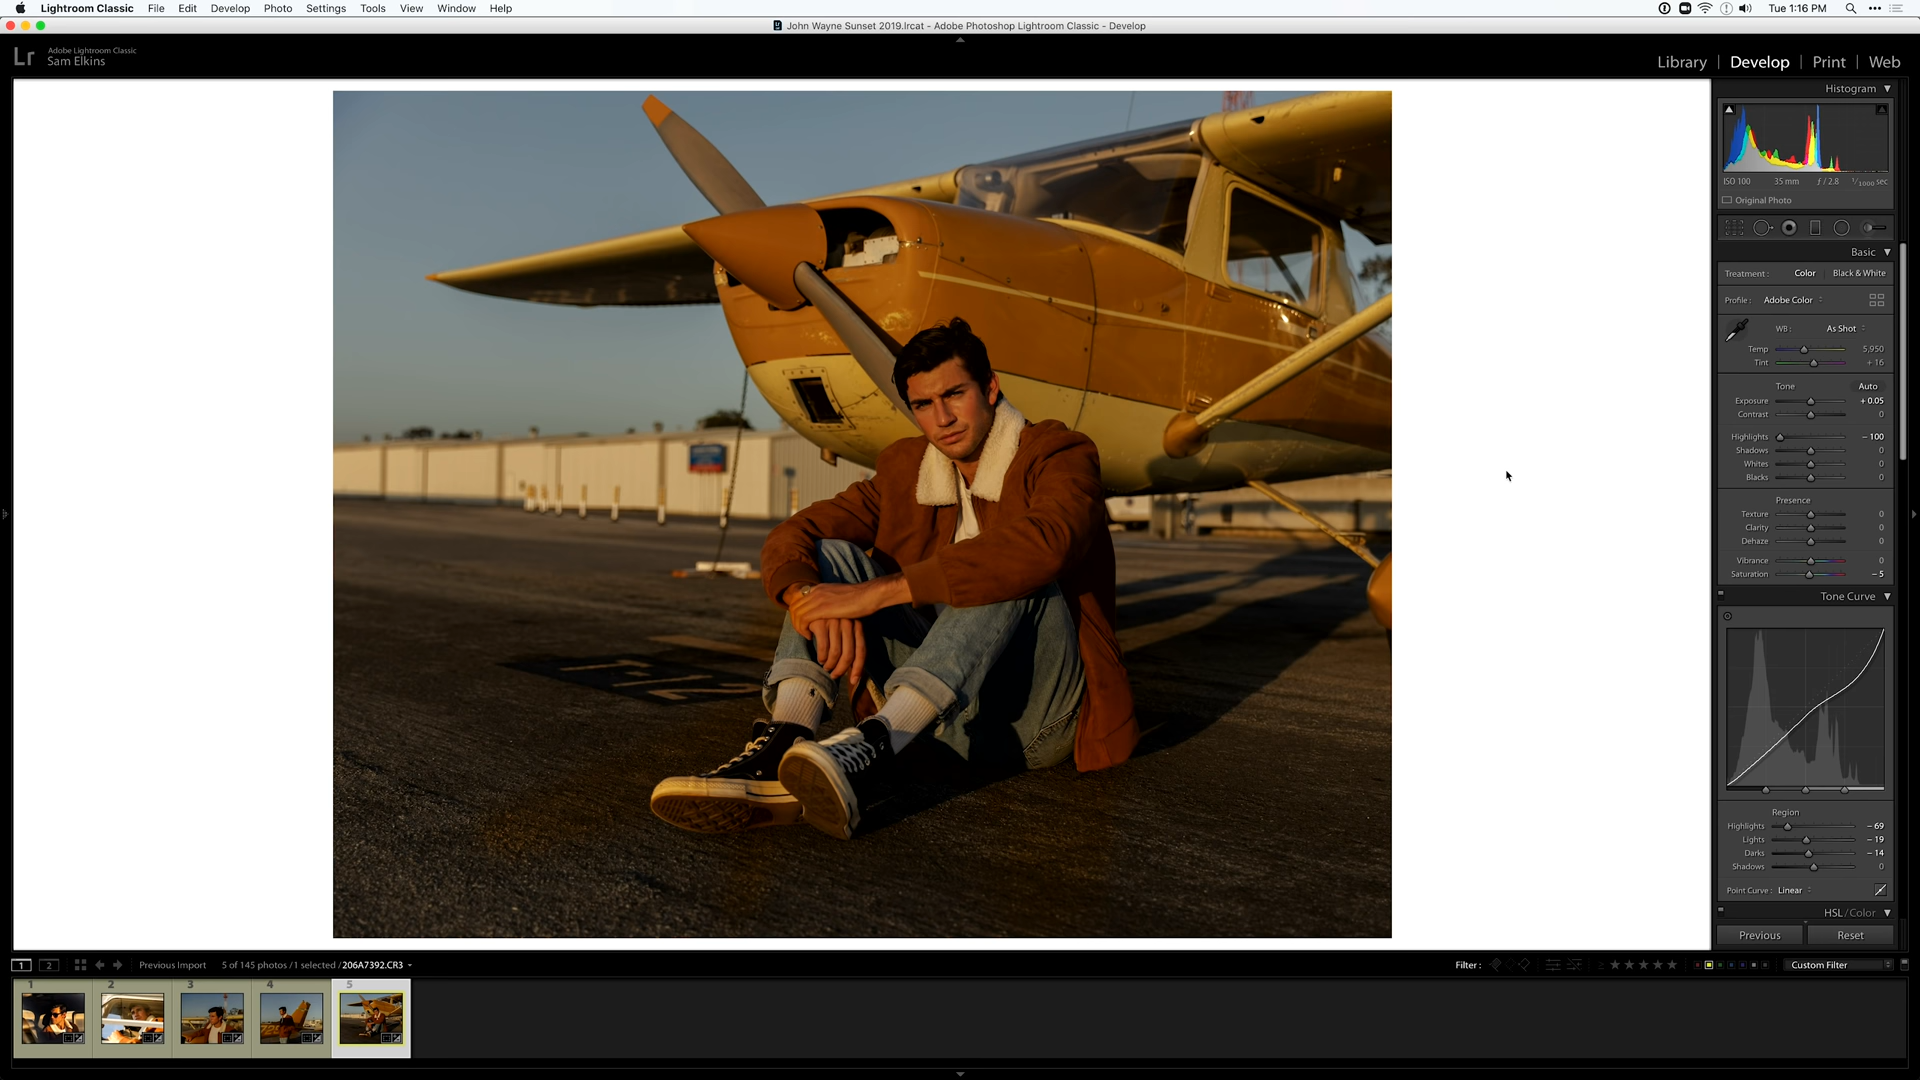 Lightroom Classic File Edit Develop Photo Settings Tools View Window Help Tue 1:16 PM
John Wayne Sunset 2019.lrcat - Adobe Photoshop Lightroom Classic - Develop
Lr Adobe Lightroom Classic
Sam Elkins
Library | Develop | Print | Web
Histogram
ISO 100 35 mm ƒ / 2.8 1/1000 sec
Original Photo
Basic
Treatment : Color Black & White
Profile : Adobe Color
WB : As Shot
Temp 5,950
Tint + 16
Tone Auto
Exposure + 0.05
Contrast 0
Highlights - 100
Shadows 0
Whites 0
Blacks 0
Presence
Texture 0
Clarity 0
Dehaze 0
Vibrance 0
Saturation - 5
Tone Curve
Region
Highlights - 69
Lights - 19
Darks - 14
Shadows 0
Point Curve : Linear
HSL / Color
Previous Reset
1 2 Previous Import 5 of 145 photos / 1 selected / 206A7392.CR3 Filter : Custom Filter
1 2 3 4 5